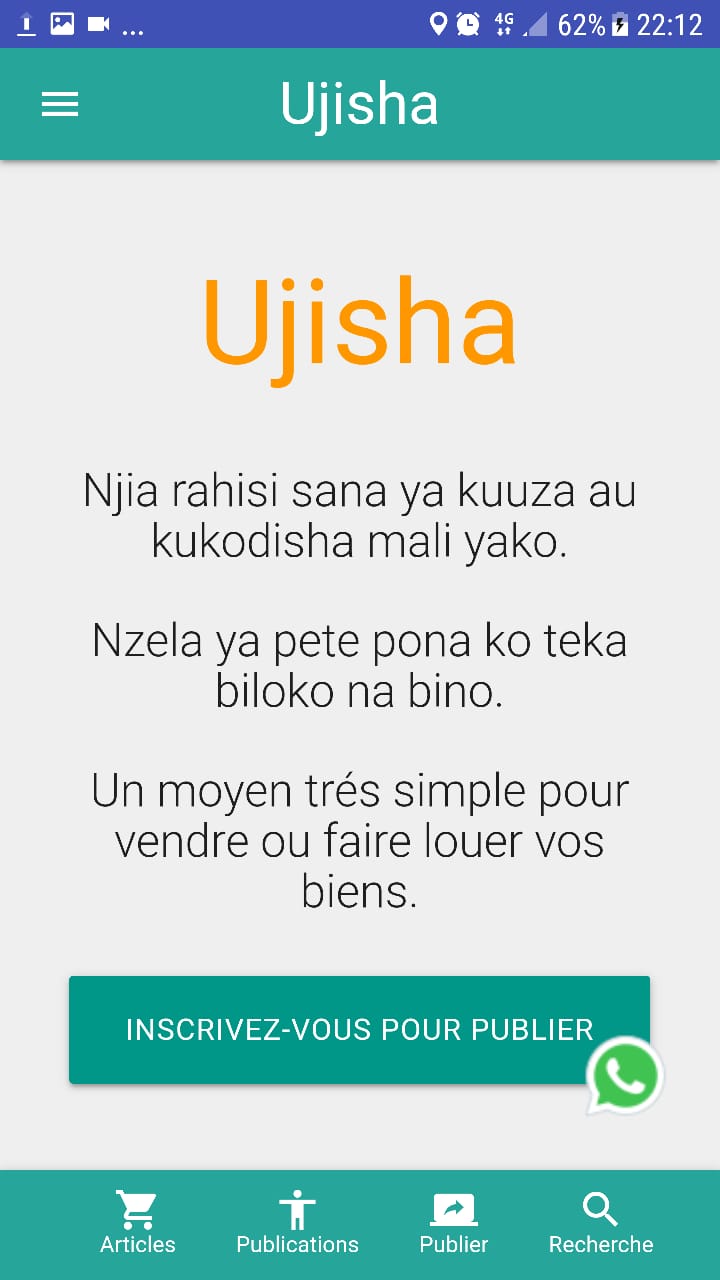 ... 4G 62% 22:12
Ujisha
Ujisha
Njia rahisi sana ya kuuza au
kukodisha mali yako.
Nzela ya pete pona ko teka
biloko na bino.
Un moyen trés simple pour
vendre ou faire louer vos
biens.
INSCRIVEZ-VOUS POUR PUBLIER
Articles Publications Publier Recherche